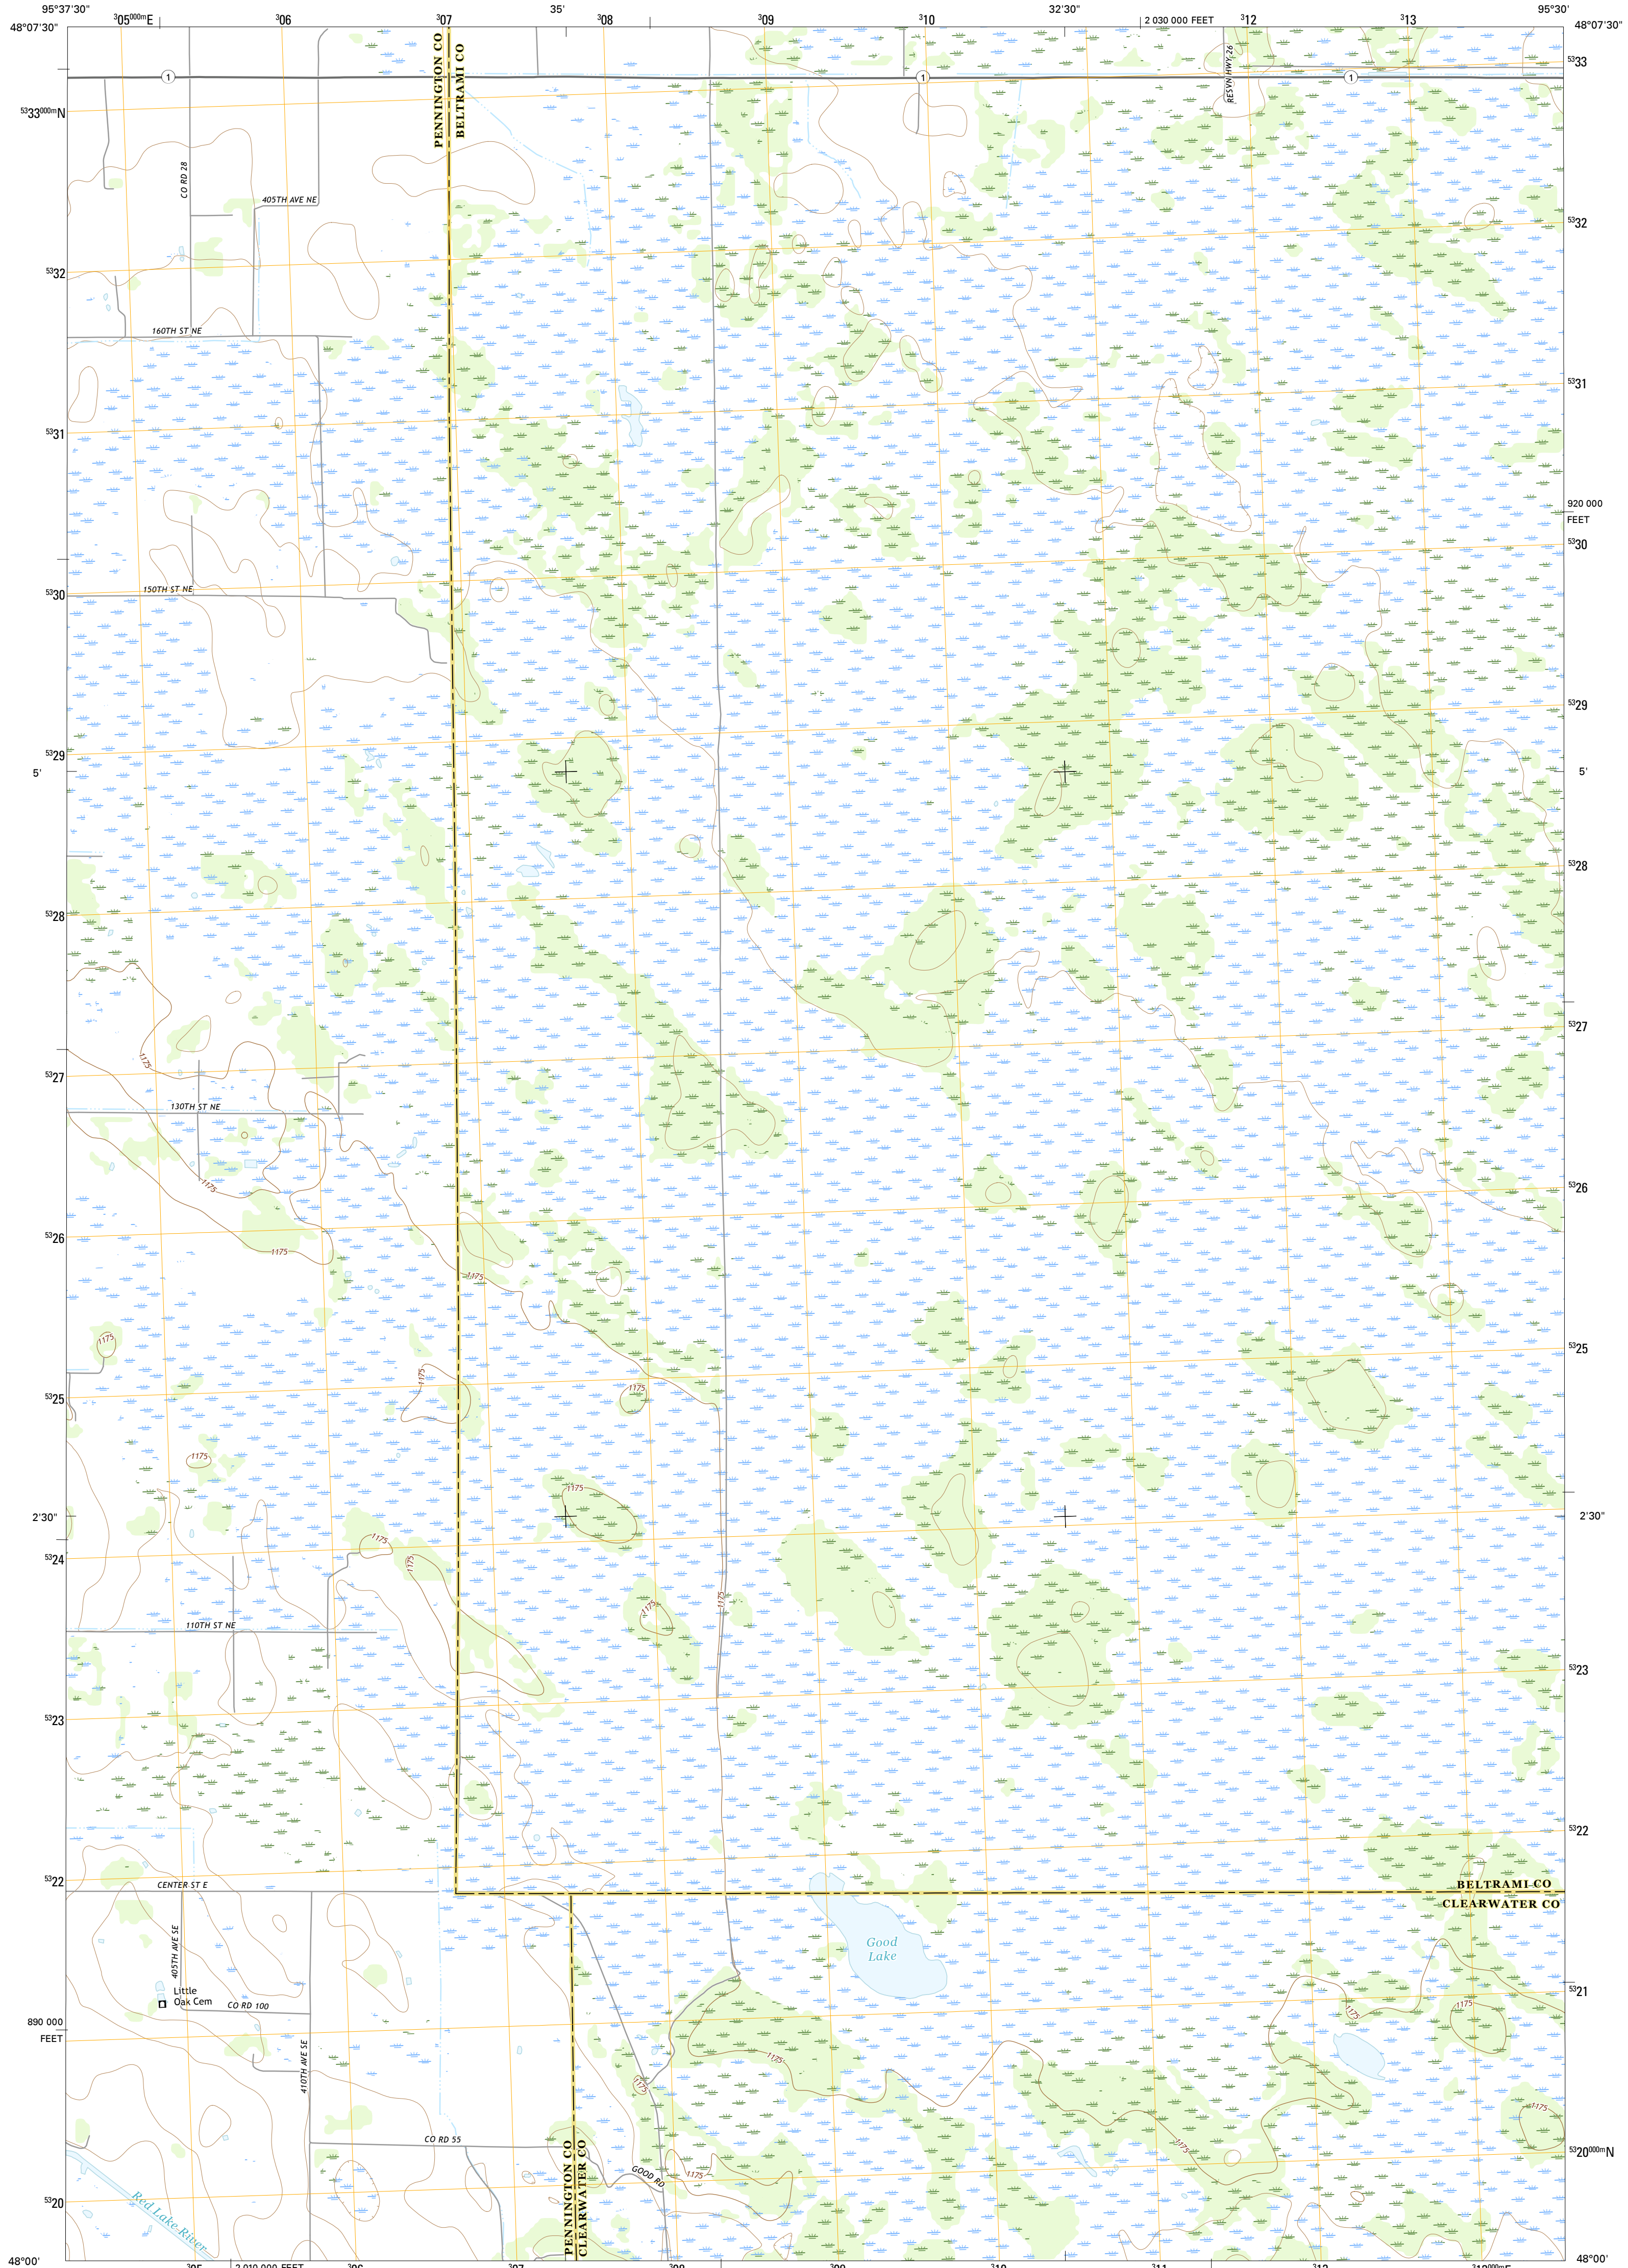 95°37'30"
305000mE
306
307
35'
308
309
310
32'30"
2 030 000 FEET
312
313
95°30'
48°07'30"
48°07'30"
PENNINGTON CO
BELTRAMI CO
RESVN HWY 26
1
1
1
5333
5333000mN
CO RD 28
405TH AVE NE
5332
5332
160TH ST NE
5331
5331
920 000
FEET
5330
150TH ST NE
5330
5329
5329
5'
5'
5328
5328
5327
1175
5327
130TH ST NE
1175
5326
5326
1175
1175
1175
5325
5325
1175
1175
1175
1175
2'30"
2'30"
1175
5324
1175
1175
1175
110TH ST NE
5323
5323
5322
5322
CENTER ST E
BELTRAMI CO
CLEARWATER CO
405TH AVE SE
Good
Lake
Little
Oak Cem
CO RD 100
5321
1175
1175
890 000
FEET
410TH AVE SE
1175
1175
1175
CO RD 55
1175
5320000mN
PENNINGTON CO
CLEARWATER CO
GOOD RD
1175
5320
Red Lake River
48°00'
2 010 000 FEET
48°00'